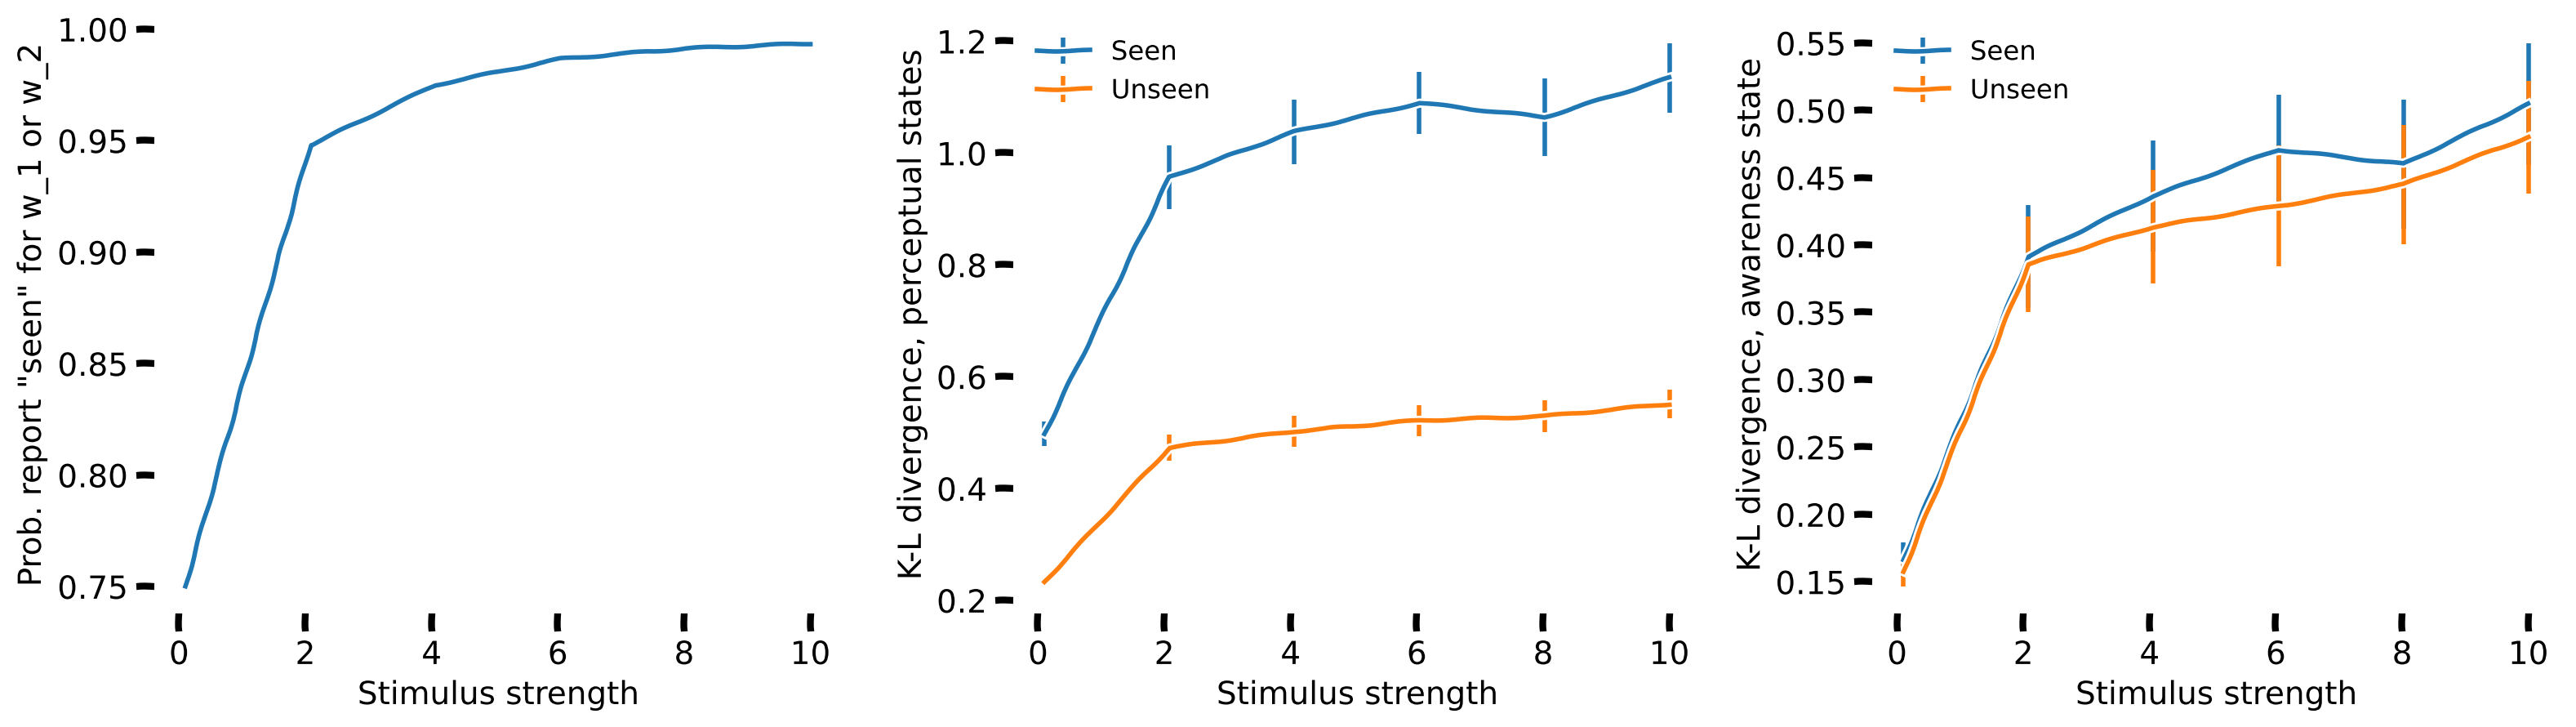 Prob. report "seen" for w_1 or w_2
1.00
0.95
0.90
0.85
0.80
0.75
0 2 4 6 8 10
Stimulus strength
K-L divergence, perceptual states
1.2
1.0
0.8
0.6
0.4
0.2
Seen
Unseen
0 2 4 6 8 10
Stimulus strength
K-L divergence, awareness state
0.55
0.50
0.45
0.40
0.35
0.30
0.25
0.20
0.15
Seen
Unseen
0 2 4 6 8 10
Stimulus strength